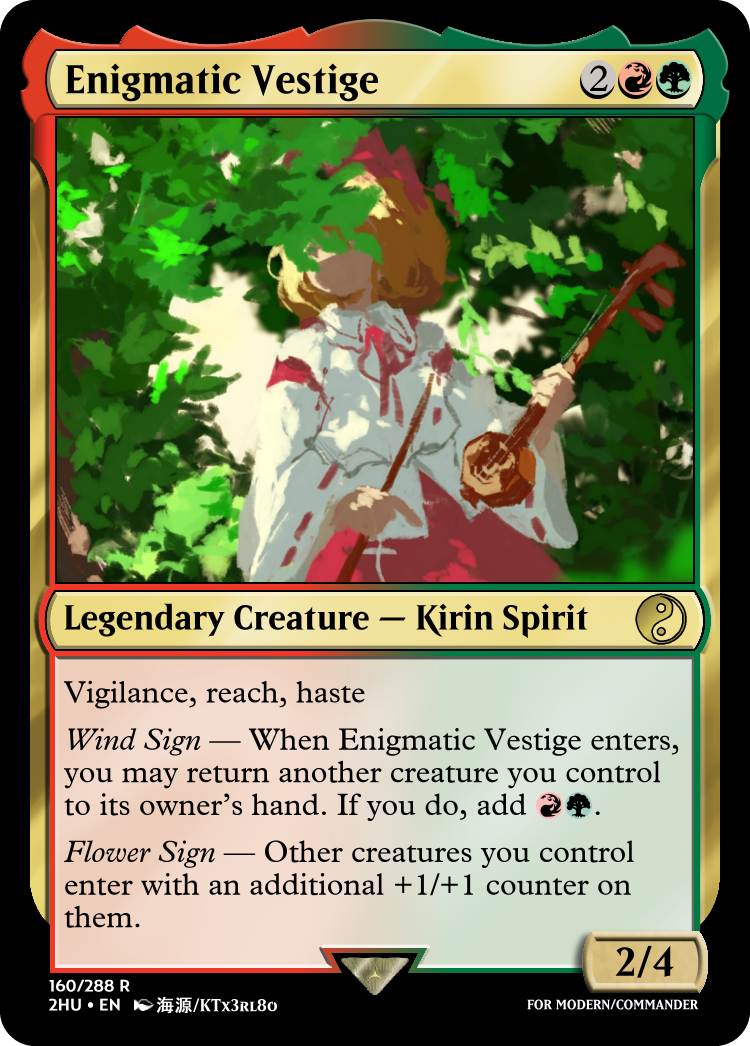 Enigmatic Vestige 2
Legendary Creature — Kirin Spirit
Vigilance, reach, haste
Wind Sign — When Enigmatic Vestige enters,
you may return another creature you control
to its owner's hand. If you do, add .
Flower Sign — Other creatures you control
enter with an additional +1/+1 counter on
them.
2/4
160/288 R
2HU • EN 海源/KTx3RL8o
FOR MODERN/COMMANDER